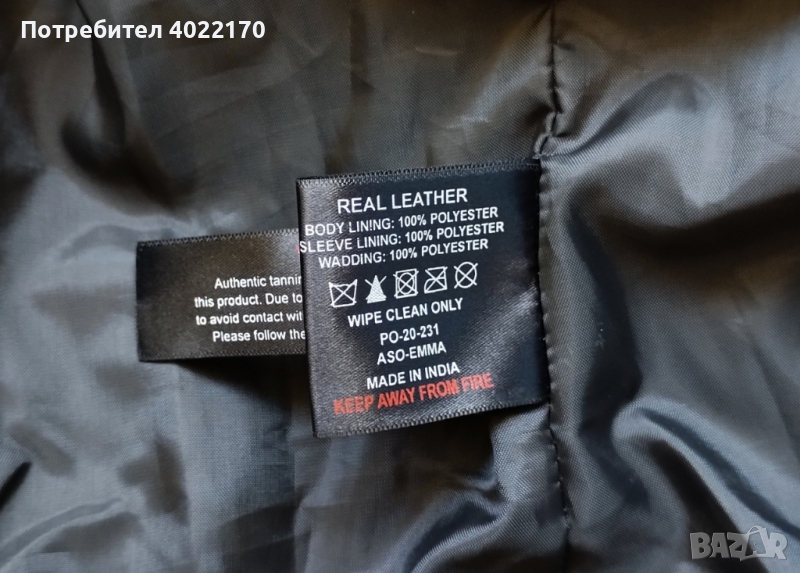 Потребител 4022170
REAL LEATHER
BODY LINING: 100% POLYESTER
SLEEVE LINING: 100% POLYESTER
WADDING: 100% POLYESTER
WIPE CLEAN ONLY
PO-20-231
ASO-EMMA
MADE IN INDIA
KEEP AWAY FROM FIRE
Authentic tannin
this product. Due to
to avoid contact with
Please follow the
BAZAR